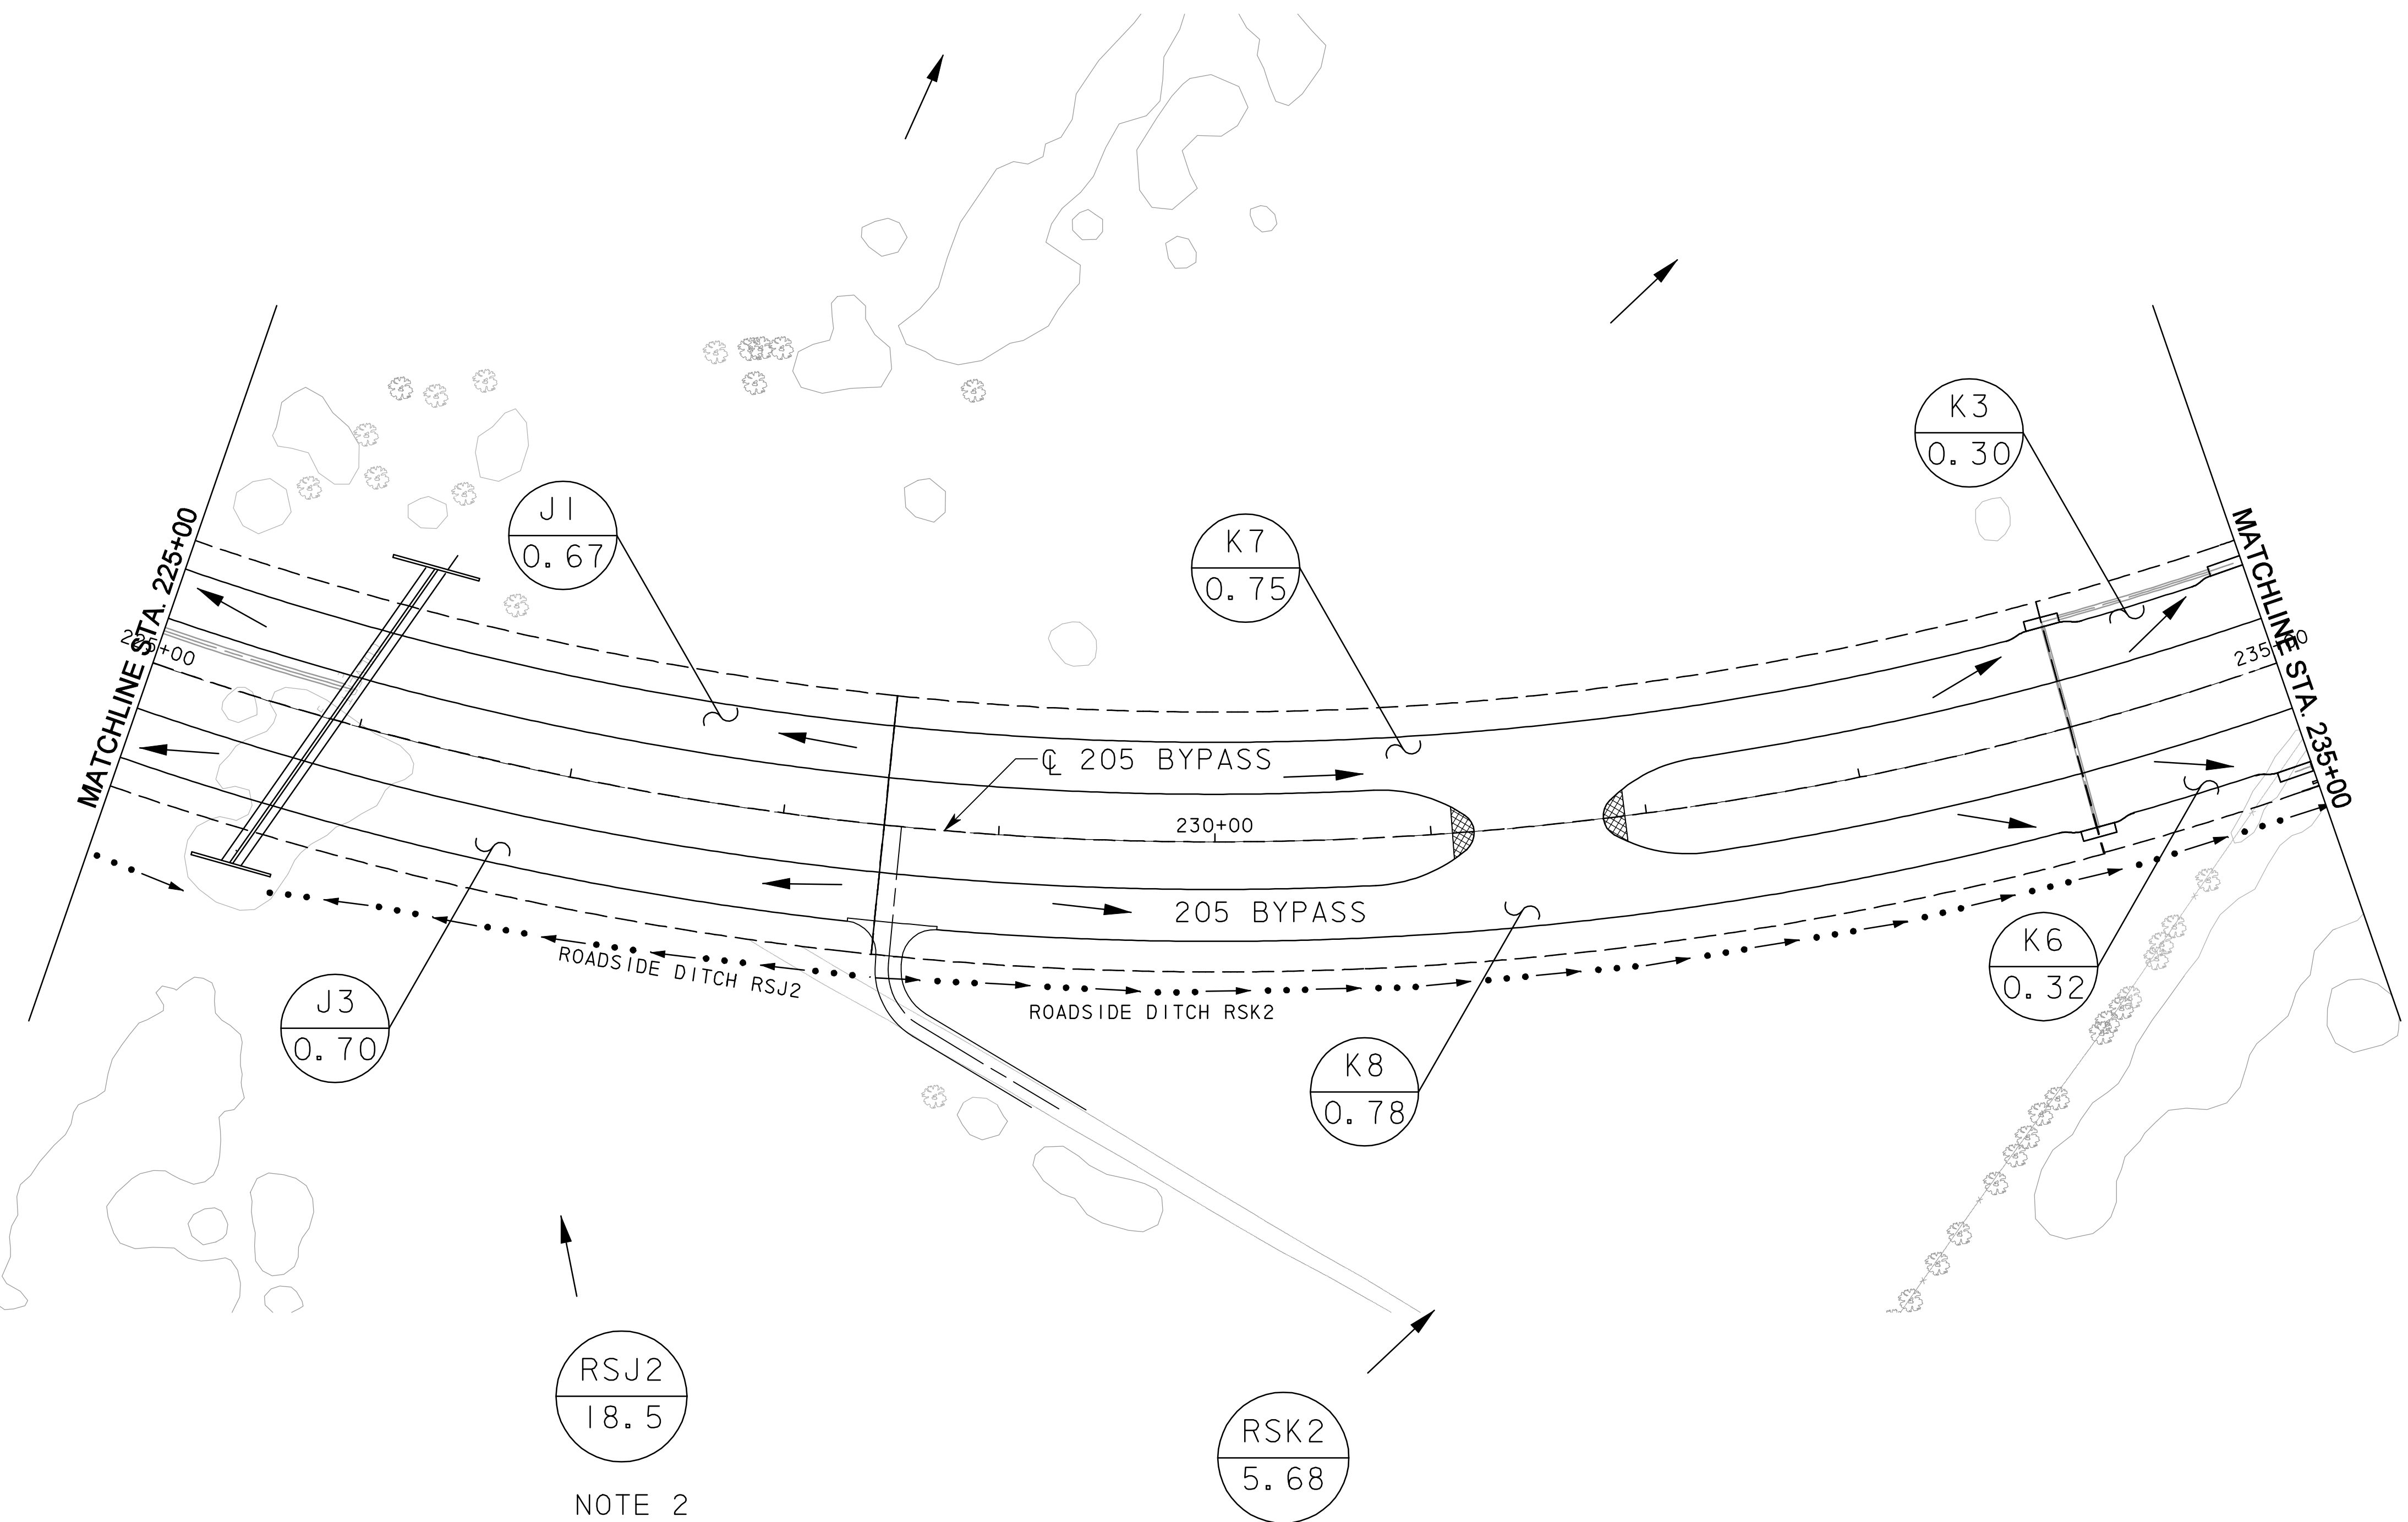 K3
0.30
J1
0.67
K7
0.75
MATCHLINE STA. 225+00
225+00
MATCHLINE STA. 235+00
235+00
℄ 205 BYPASS
230+00
205 BYPASS
ROADSIDE DITCH RSJ2
ROADSIDE DITCH RSK2
J3
0.70
K6
0.32
K8
0.78
RSJ2
18.5
NOTE 2
RSK2
5.68